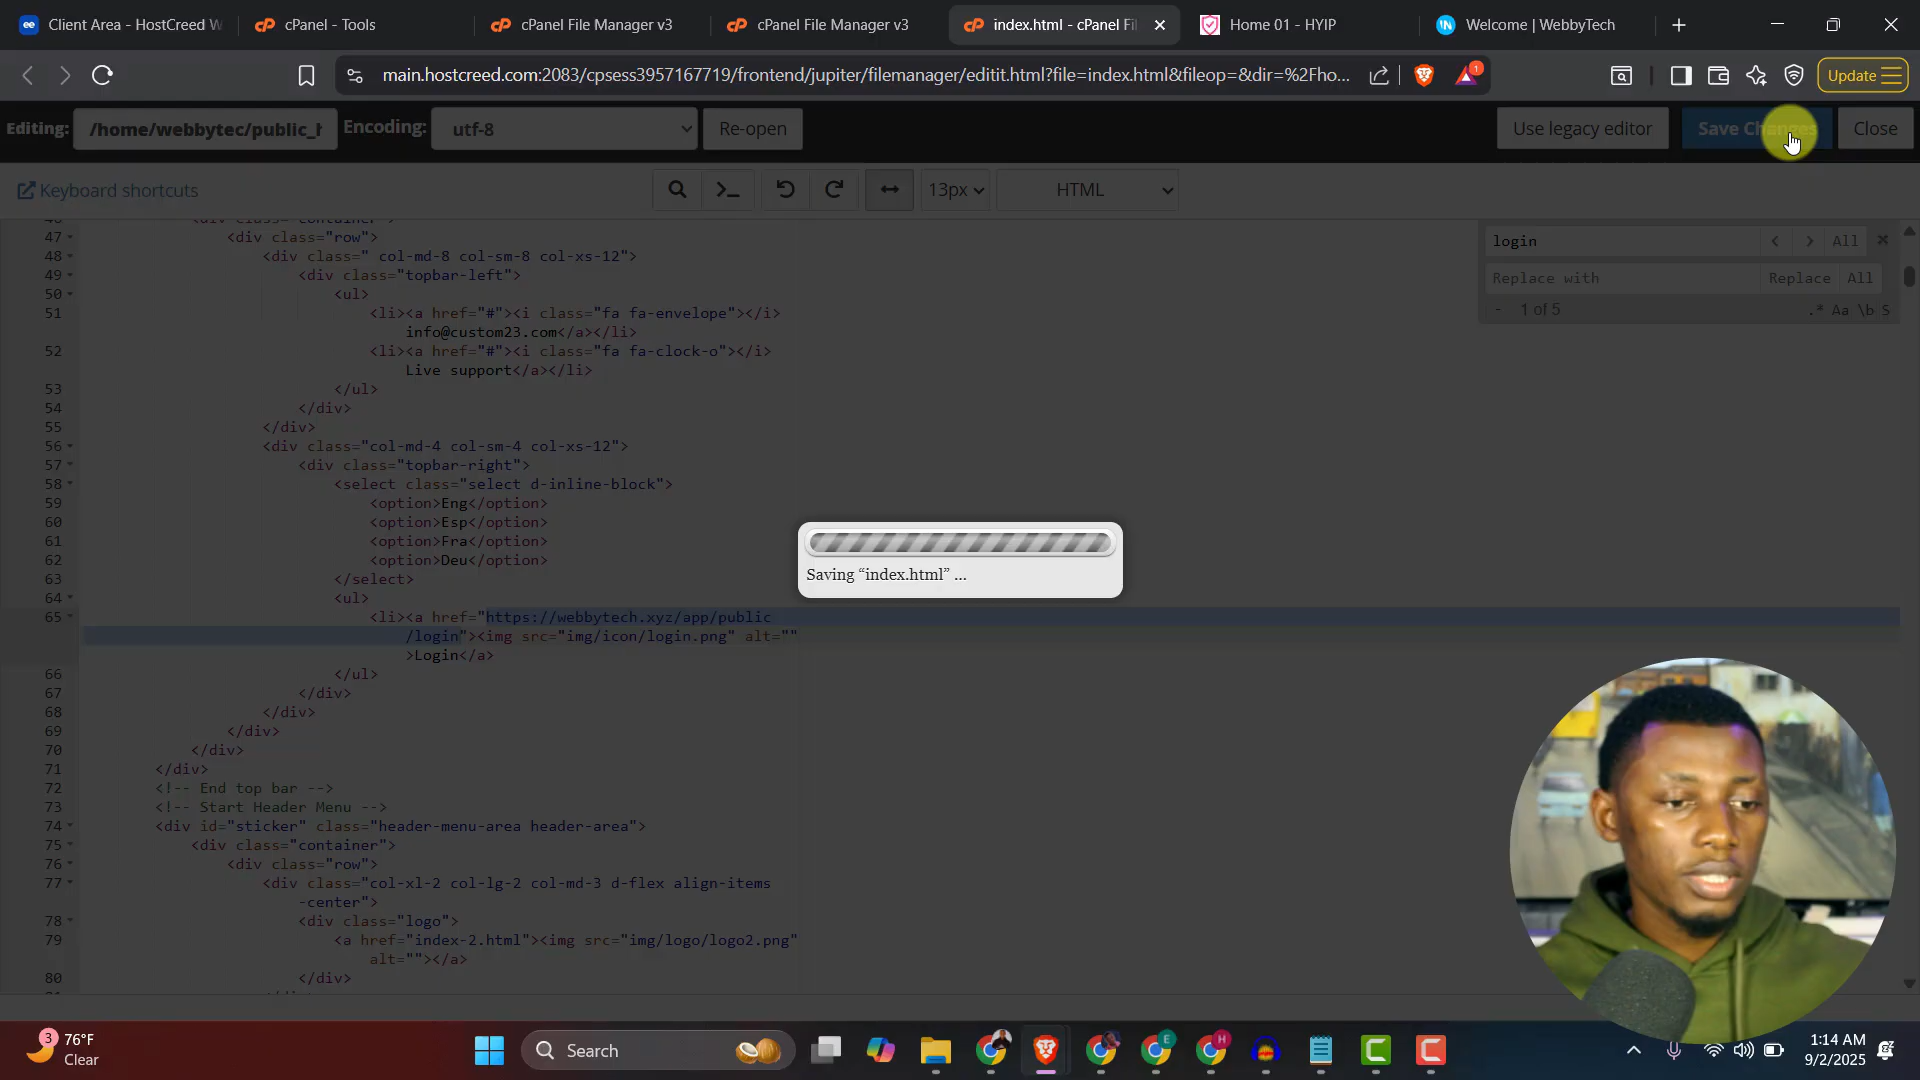 Client Area - HostCreed W
cPanel - Tools
cPanel File Manager v3
cPanel File Manager v3
index.html - cPanel Fil
Home 01 - HYIP
Welcome | WebbyTech
main.hostcreed.com:2083/cpsess3957167719/frontend/jupiter/filemanager/editit.html?file=index.html&fileop=&dir=%2Fho...
Update
Editing: /home/webbytec/public_h Encoding: utf-8 Re-open
Use legacy editor Save Changes Close
Keyboard shortcuts 13px HTML
login All
Replace with Replace All
- 1 of 5 .* Aa \b S
47 <div class="row">
48 <div class=" col-md-8 col-sm-8 col-xs-12">
49 <div class="topbar-left">
50 <ul>
51 <li><a href="#"><i class="fa fa-envelope"></i>
info@custom23.com</a></li>
52 <li><a href="#"><i class="fa fa-clock-o"></i>
Live support</a></li>
53 </ul>
54 </div>
55 </div>
56 <div class="col-md-4 col-sm-4 col-xs-12">
57 <div class="topbar-right">
58 <select class="select d-inline-block">
59 <option>Eng</option>
60 <option>Esp</option>
61 <option>Fra</option>
62 <option>Deu</option>
63 </select>
64 <ul>
65 <li><a href="https://webbytech.xyz/app/public
/login"><img src="img/icon/login.png" alt=""
>Login</a>
66 </ul>
67 </div>
68 </div>
69 </div>
70 </div>
71 </div>
72 <!-- End top bar -->
73 <!-- Start Header Menu -->
74 <div id="sticker" class="header-menu-area header-area">
75 <div class="container">
76 <div class="row">
77 <div class="col-xl-2 col-lg-2 col-md-3 d-flex align-items
-center">
78 <div class="logo">
79 <a href="index-2.html"><img src="img/logo/logo2.png"
alt=""></a>
80 </div>
Saving “index.html” ...
3 76°F
Clear
Search
1:14 AM
9/2/2025